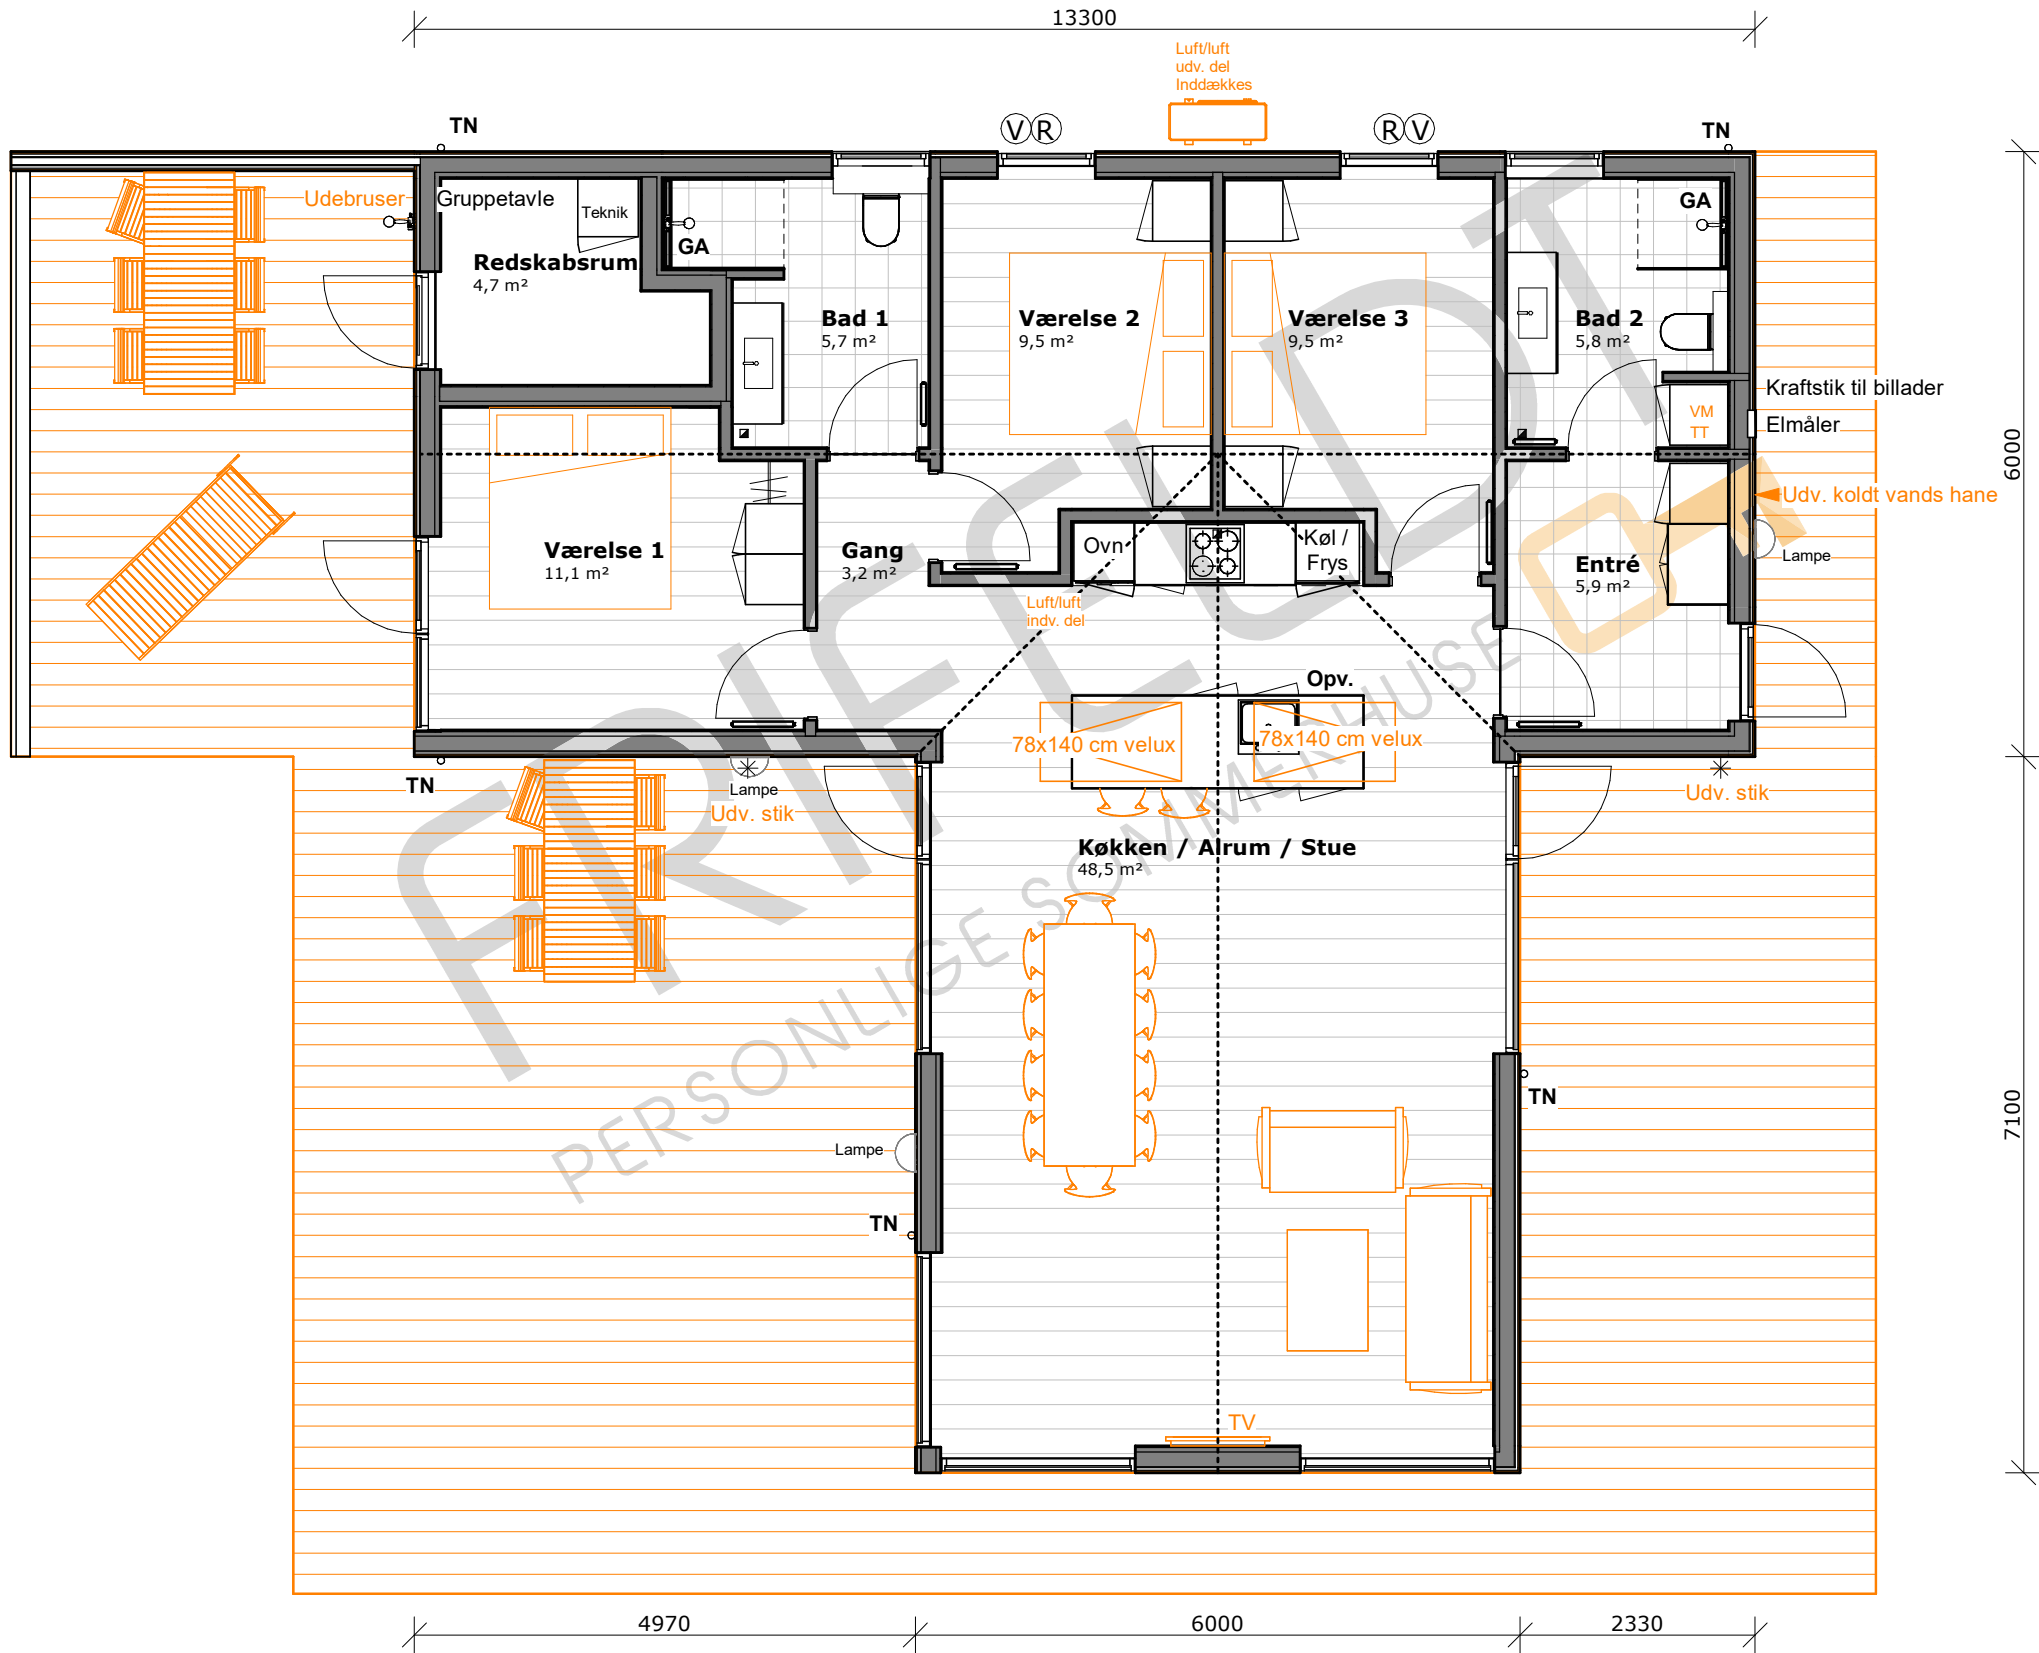 13300
Luft/luft
udv. del
Inddækkes
TN
V R
R V
TN
Udebruser
Gruppetavle
Teknik
GA
GA
Redskabsrum
4,7 m²
Bad 1
5,7 m²
Værelse 2
9,5 m²
Værelse 3
9,5 m²
Bad 2
5,8 m²
Kraftstik til billader
VM
TT
Elmåler
6000
Udv. koldt vands hane
Værelse 1
11,1 m²
Gang
3,2 m²
Ovn
Køl /
Frys
Entré
5,9 m²
Lampe
Luft/luft
indv. del
Opv.
78x140 cm velux
78x140 cm velux
TN
Lampe
Udv. stik
Udv. stik
Køkken / Alrum / Stue
48,5 m²
FRIFELDT
PERSONLIGE SOMMERHUSE
TN
7100
Lampe
TN
TV
4970
6000
2330